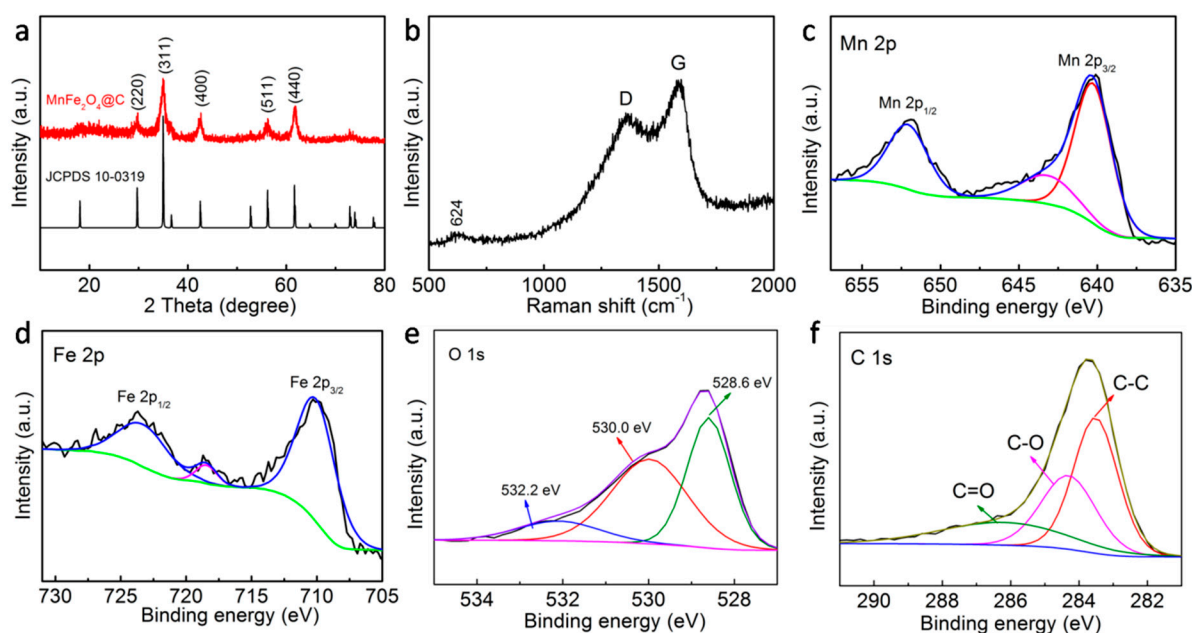 a
Intensity (a.u.)
MnFe₂O₄@C
(220)
(311)
(400)
(511)
(440)
JCPDS 10-0319
20
40
60
80
2 Theta (degree)
b
Intensity (a.u.)
624
D
G
500
1000
1500
2000
Raman shift (cm⁻¹)
c
Mn 2p
Intensity (a.u.)
Mn 2p₁/₂
Mn 2p₃/₂
655
650
645
640
635
Binding energy (eV)
d
Fe 2p
Intensity (a.u.)
Fe 2p₁/₂
Fe 2p₃/₂
730
725
720
715
710
705
Binding energy (eV)
e
O 1s
Intensity (a.u.)
532.2 eV
530.0 eV
528.6 eV
534
532
530
528
Binding energy (eV)
f
C 1s
Intensity (a.u.)
C=O
C-O
C-C
290
288
286
284
282
Binding energy (eV)